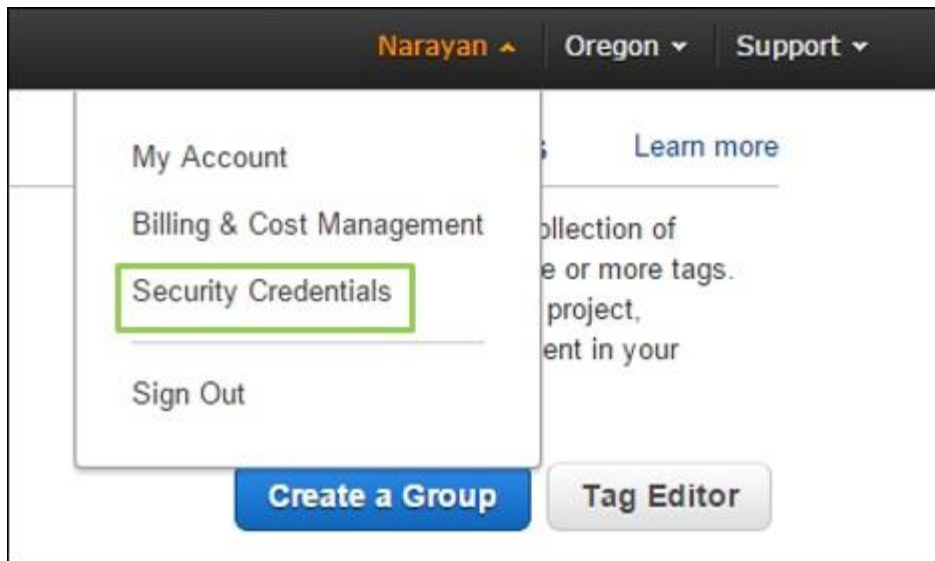 Narayan Oregon Support
My Account
Learn more
Billing & Cost Management
ollection of
e or more tags.
Security Credentials
project,
ent in your
Sign Out
Create a Group Tag Editor